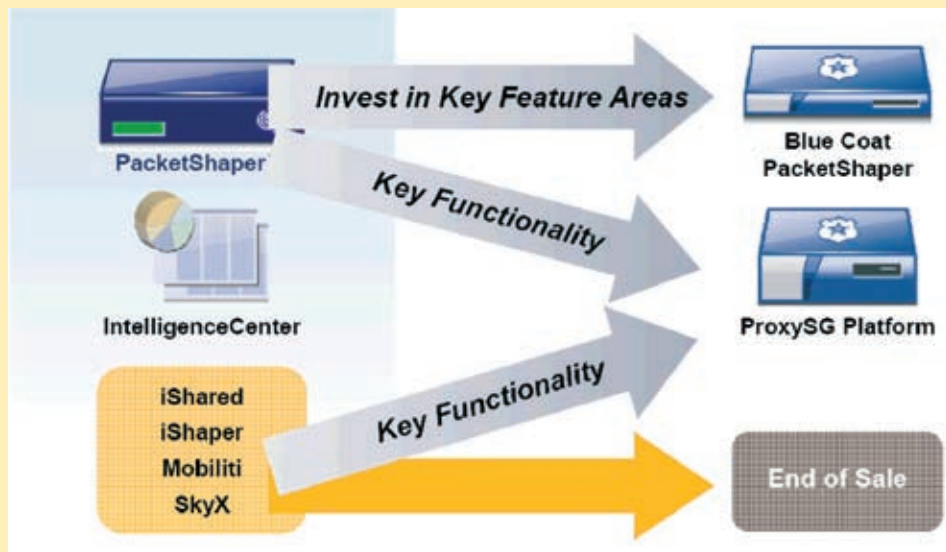 PacketShaper
Invest in Key Feature Areas
Blue Coat
PacketShaper
Key Functionality
IntelligenceCenter
ProxySG Platform
iShared
iShaper
Mobiliti
SkyX
Key Functionality
End of Sale